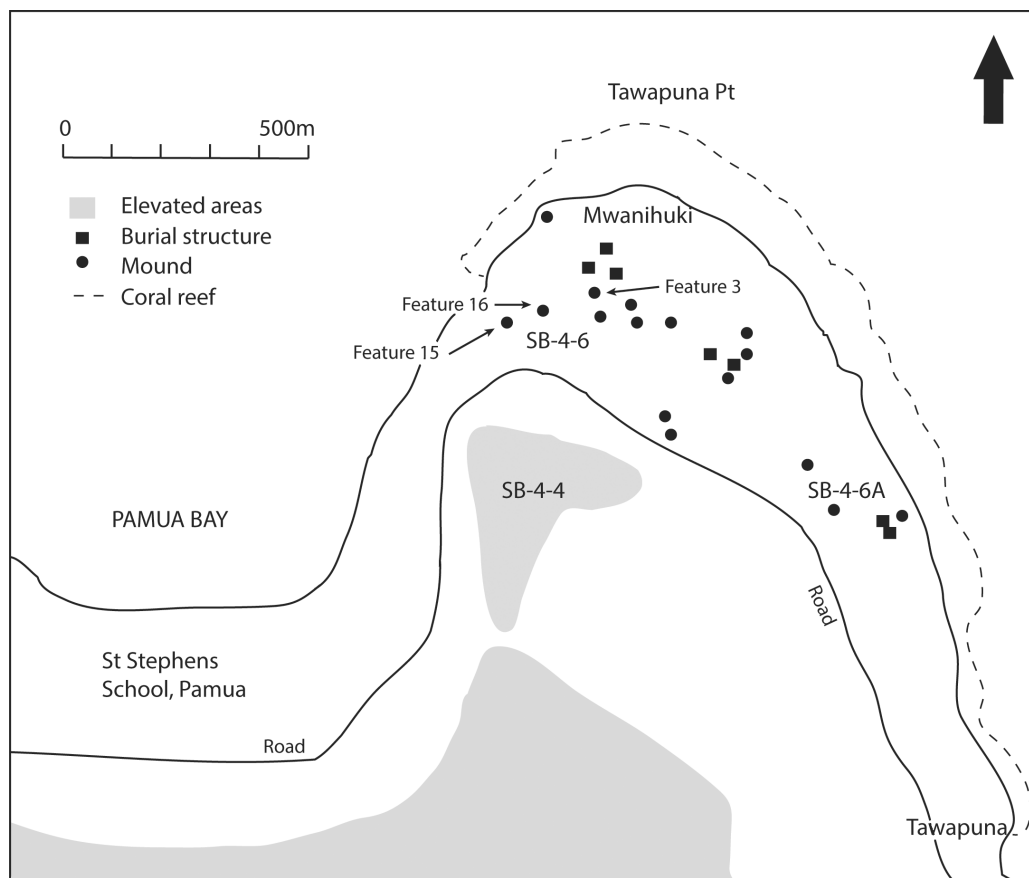 Tawapuna Pt
0 500m
Elevated areas
Burial structure
Mound
Coral reef
Mwanihuki
Feature 16
Feature 3
Feature 15
SB-4-6
SB-4-4
SB-4-6A
PAMUA BAY
Road
St Stephens
School, Pamua
Road
Tawapuna